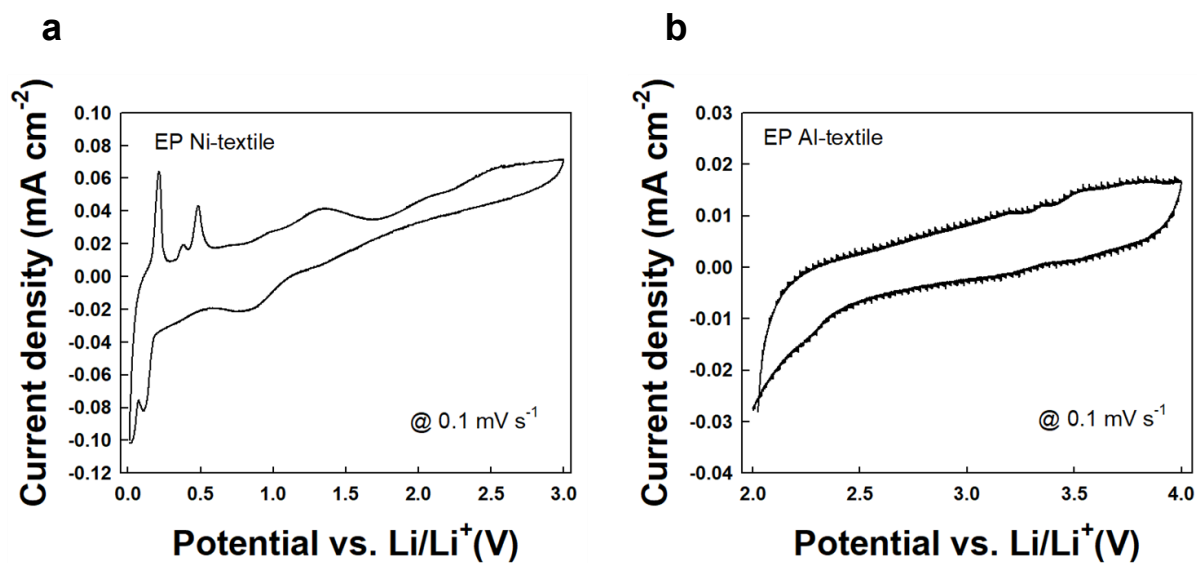 a
b
Current density (mA cm⁻²)
0.10
0.08
0.06
0.04
0.02
0.00
-0.02
-0.04
-0.06
-0.08
-0.10
-0.12
EP Ni-textile
@ 0.1 mV s⁻¹
0.0 0.5 1.0 1.5 2.0 2.5 3.0
Potential vs. Li/Li⁺(V)
Current density (mA cm⁻²)
0.03
0.02
0.01
0.00
-0.01
-0.02
-0.03
-0.04
EP Al-textile
@ 0.1 mV s⁻¹
2.0 2.5 3.0 3.5 4.0
Potential vs. Li/Li⁺(V)